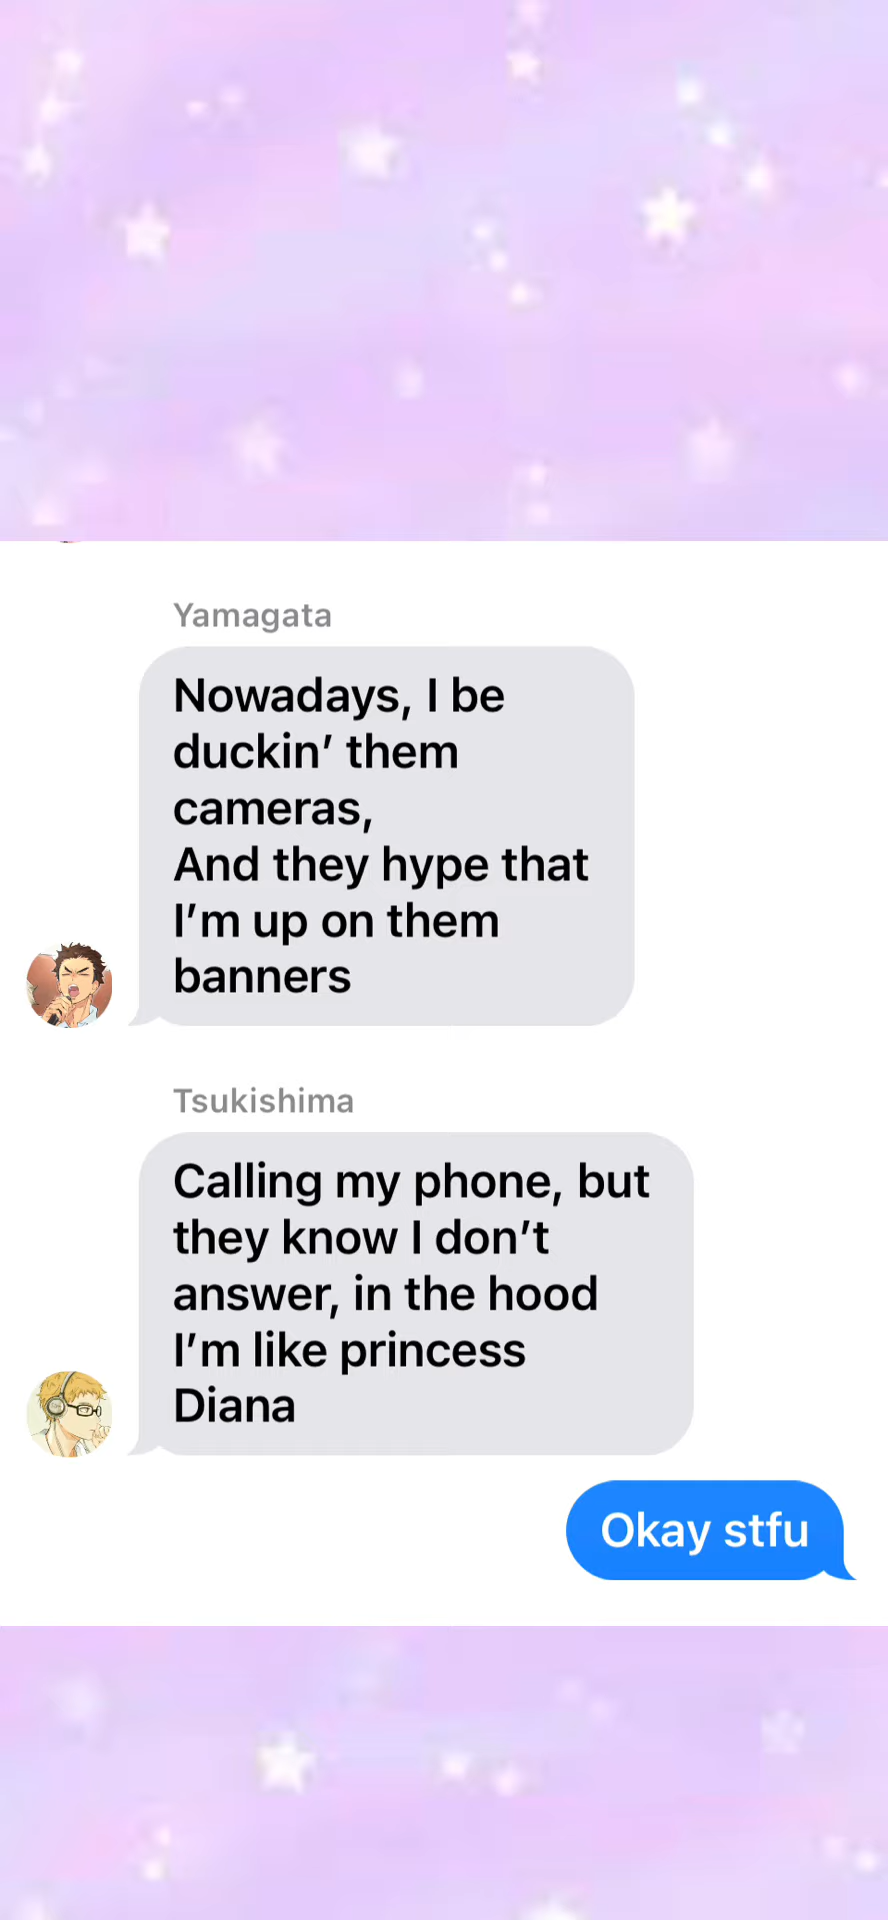 Yamagata
Nowadays, I be
duckin’ them
cameras,
And they hype that
I’m up on them
banners
Tsukishima
Calling my phone, but
they know I don’t
answer, in the hood
I’m like princess
Diana
Okay stfu